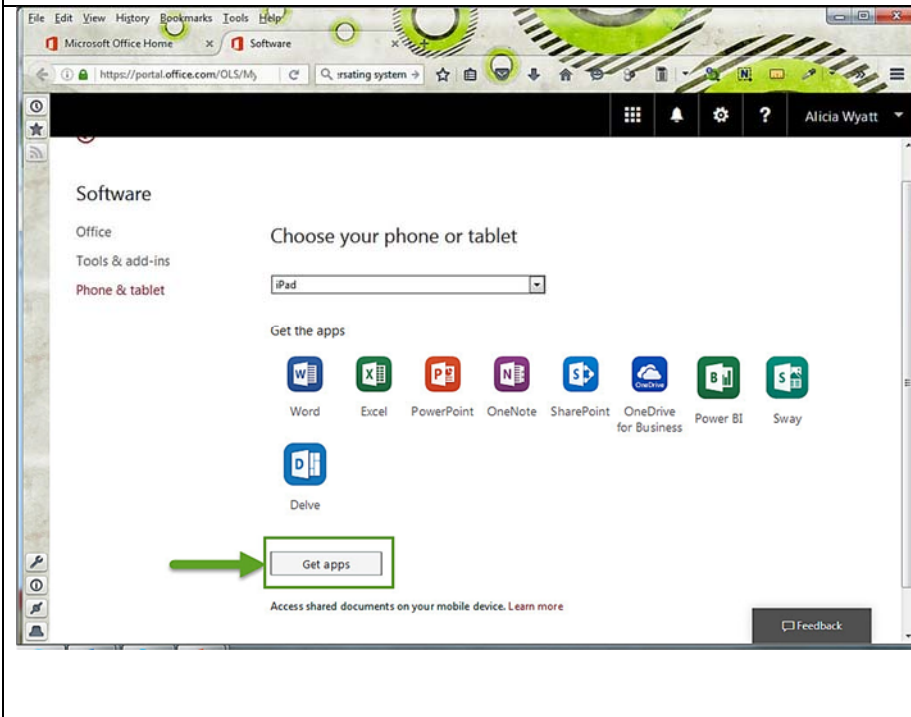 File Edit View History Bookmarks Tools Help
Microsoft Office Home × Software ×
https://portal.office.com/OLS/My rsating system
Alicia Wyatt
Software
Office
Tools & add-ins
Phone & tablet
Choose your phone or tablet
iPad
Get the apps
Word Excel PowerPoint OneNote SharePoint OneDrive for Business Power BI Sway
Delve
Get apps
Access shared documents on your mobile device. Learn more
Feedback